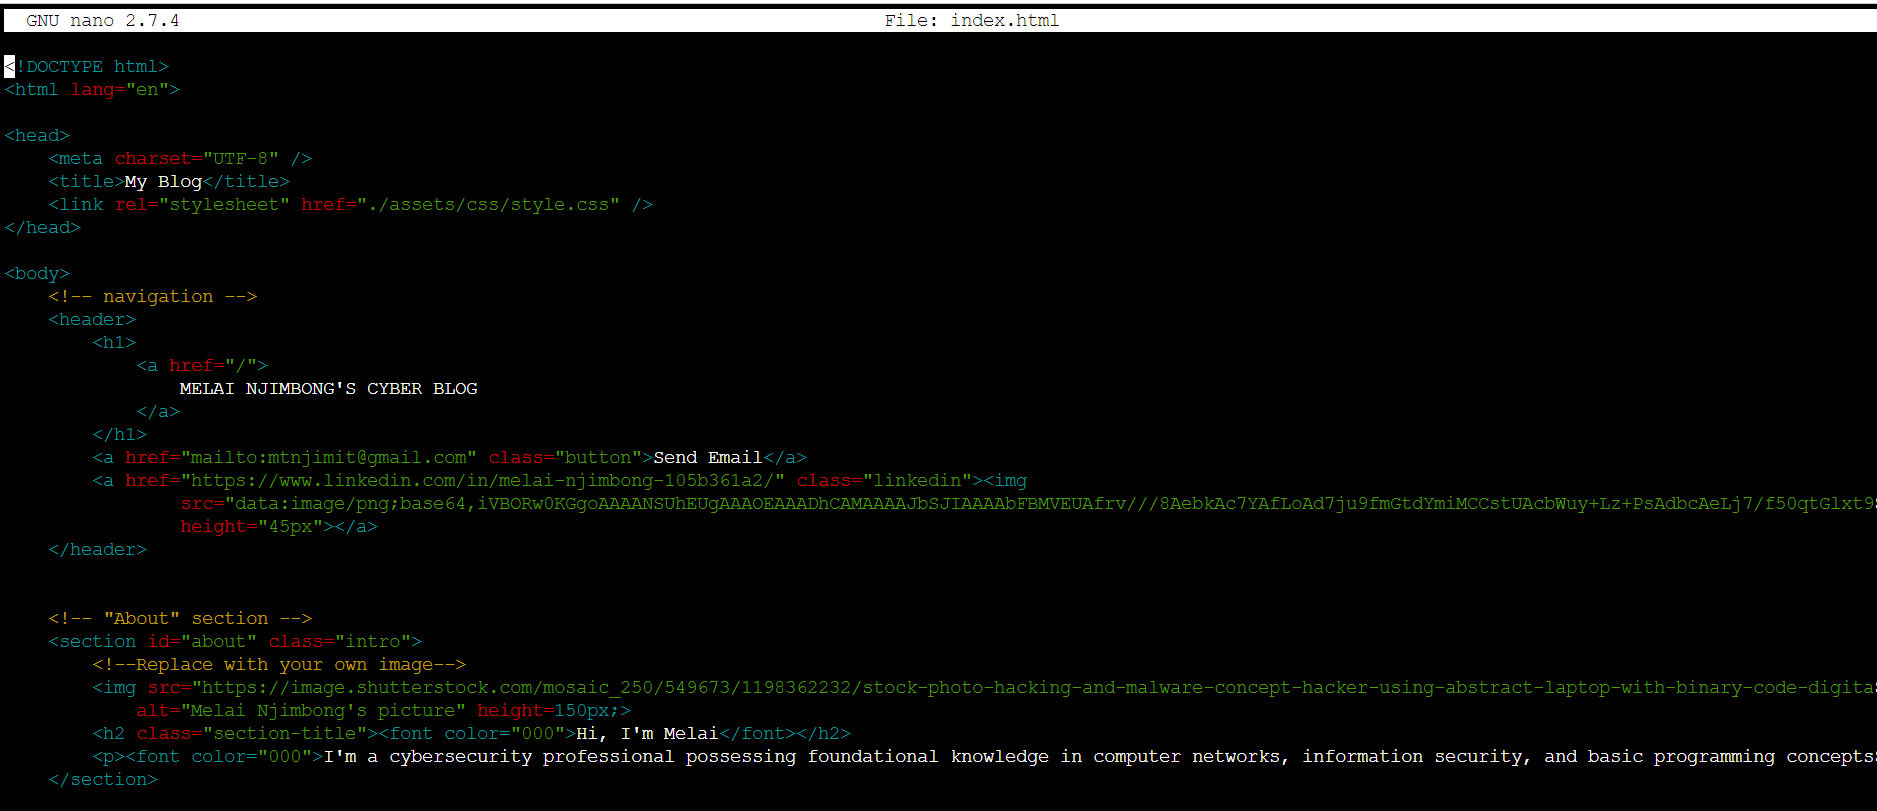 GNU nano 2.7.4 File: index.html
<!DOCTYPE html>
<html lang="en">
<head>
<meta charset="UTF-8" />
<title>My Blog</title>
<link rel="stylesheet" href="./assets/css/style.css" />
</head>
<body>
<!-- navigation -->
<header>
<h1>
<a href="/">
MELAI NJIMBONG'S CYBER BLOG
</a>
</h1>
<a href="mailto:mtnjimit@gmail.com" class="button">Send Email</a>
<a href="https://www.linkedin.com/in/melai-njimbong-105b361a2/" class="linkedin"><img
src="data:image/png;base64,iVBORw0KGgoAAAANSUhEUgAAAOEAAADhCAMAAAAJbSJIAAAAbFBMVEUAfrv///8AebkAc7YAfLoAd7ju9fmGtdYmiMCCstUAcbWuy+Lz+PsAdbcAeLj7/f50qtGlxt9$
height="45px"></a>
</header>
<!-- "About" section -->
<section id="about" class="intro">
<!--Replace with your own image-->
<img src="https://image.shutterstock.com/mosaic_250/549673/1198362232/stock-photo-hacking-and-malware-concept-hacker-using-abstract-laptop-with-binary-code-digita$
alt="Melai Njimbong's picture" height=150px;>
<h2 class="section-title"><font color="000">Hi, I'm Melai</font></h2>
<p><font color="000">I'm a cybersecurity professional possessing foundational knowledge in computer networks, information security, and basic programming concepts$
</section>